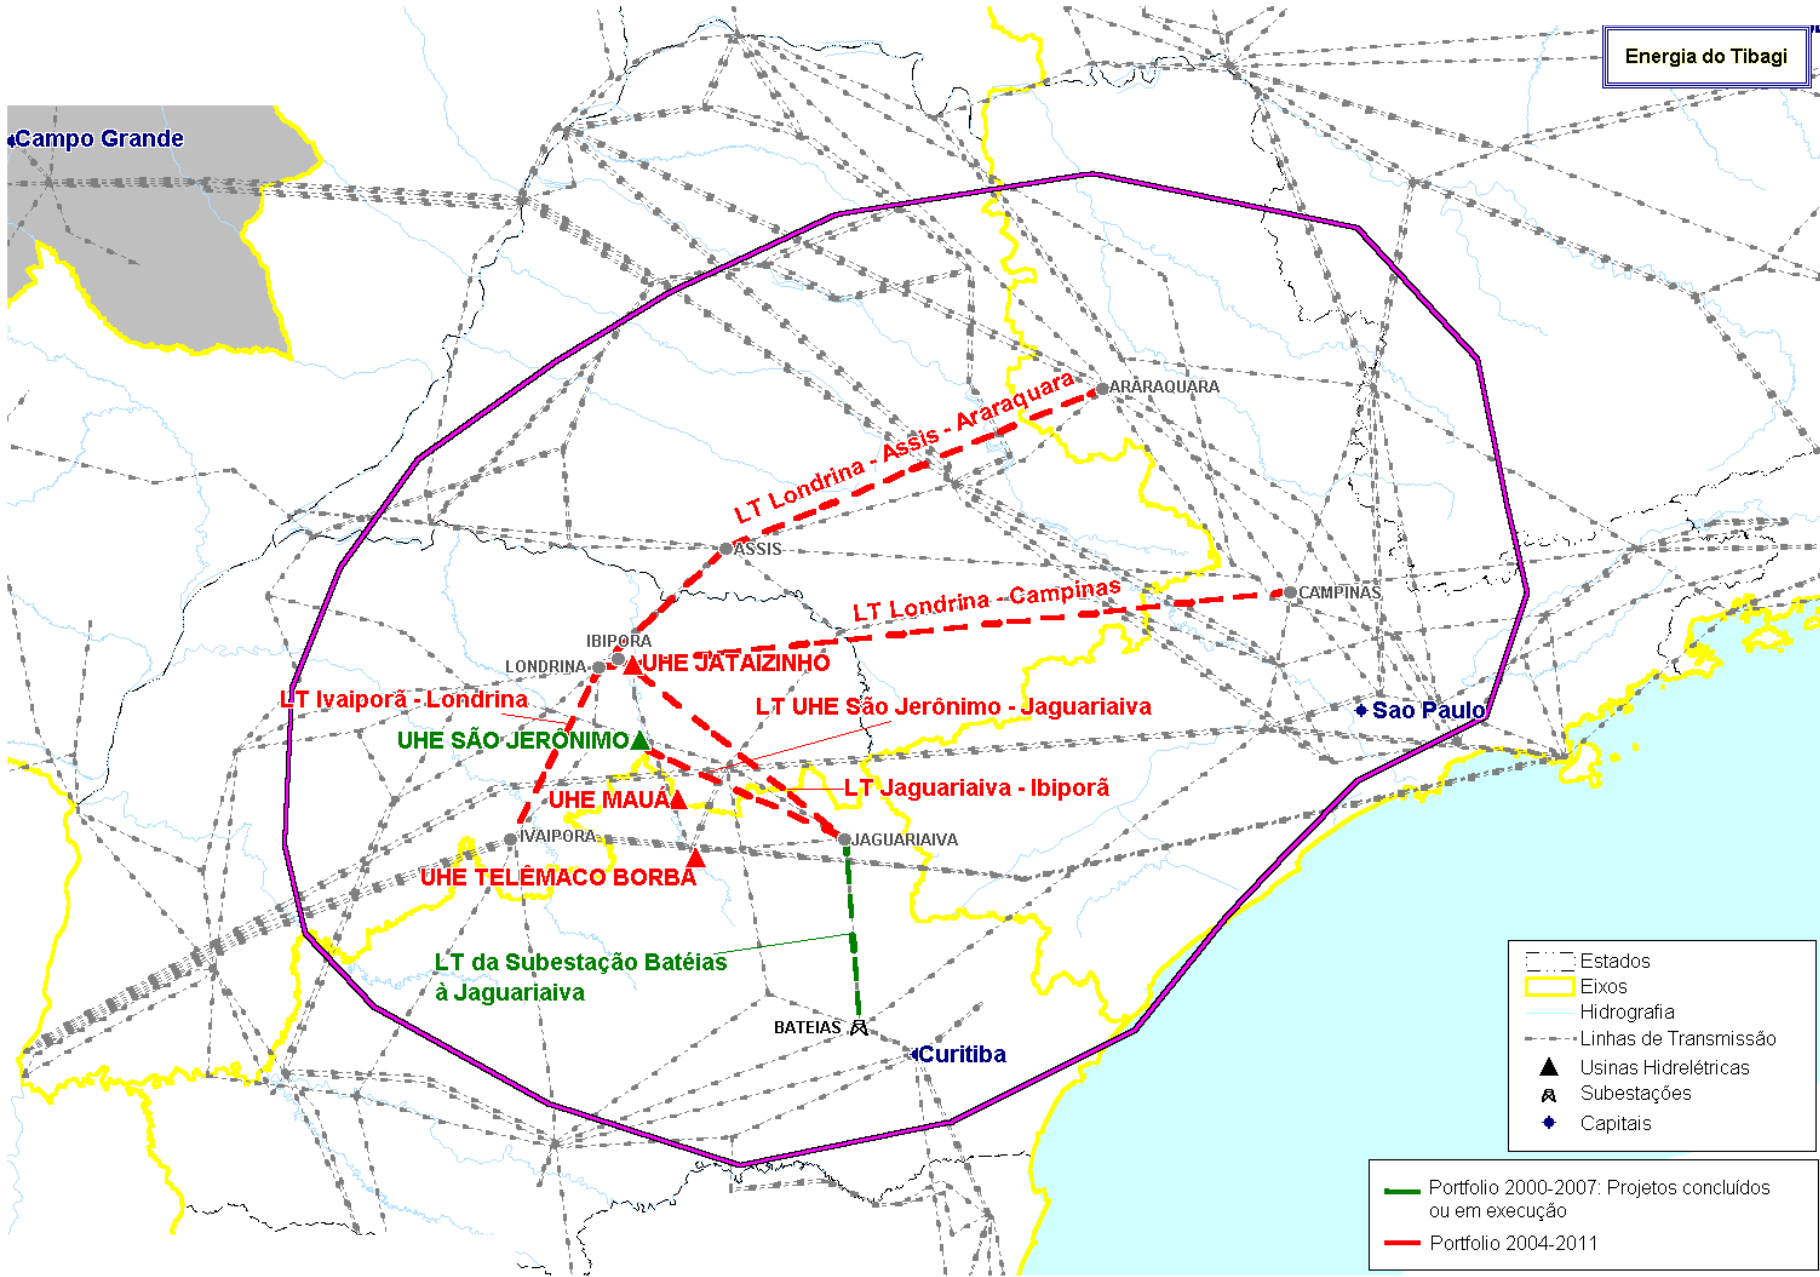 Energia do Tibagi
Campo Grande
ARARAQUARA
LT Londrina - Assis - Araraquara
ASSIS
CAMPINAS
LT Londrina - Campinas
IBIPORA
LONDRINA
UHE JATAIZINHO
LT Ivaiporã - Londrina
LT UHE São Jerônimo - Jaguariaiva
Sao Paulo
UHE SÃO JERÔNIMO
LT Jaguariaiva - Ibiporã
UHE MAUÁ
IVAIPORA
JAGUARIAIVA
UHE TELÊMACO BORBA
LT da Subestação Batéias
à Jaguariaiva
BATEIAS
Curitiba
Estados
Eixos
Hidrografia
Linhas de Transmissão
Usinas Hidrelétricas
Subestações
Capitais
Portfolio 2000-2007: Projetos concluídos
ou em execução
Portfolio 2004-2011